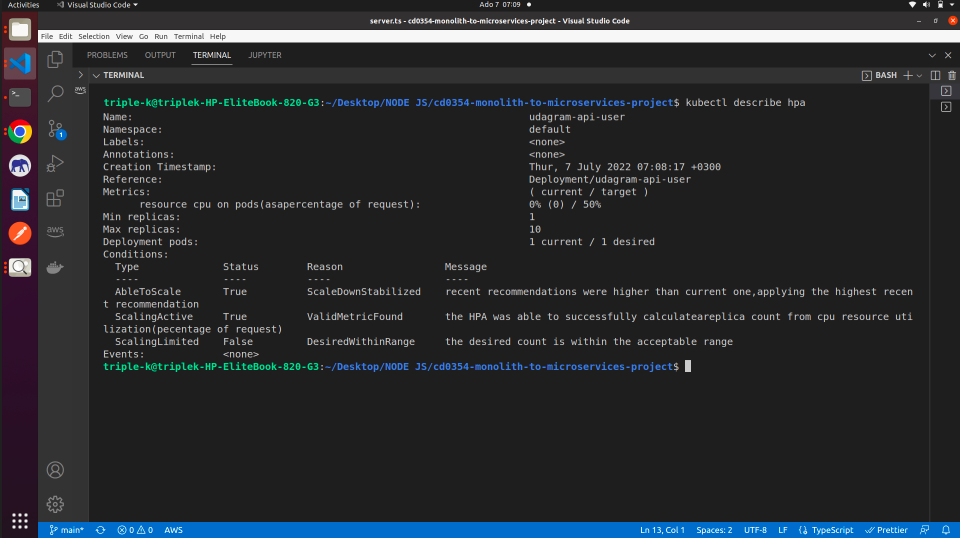 Activities
Visual Studio Code
Ado 7 07:09
server.ts - cd0354-monolith-to-microservices-project - Visual Studio Code
File Edit Selection View Go Run Terminal Help
PROBLEMS OUTPUT TERMINAL JUPYTER
TERMINAL
BASH
aws
triple-k@triplek-HP-EliteBook-820-G3:~/Desktop/NODE JS/cd0354-monolith-to-microservices-project$ kubectl describe hpa
Name: udagram-api-user
Namespace: default
Labels: <none>
Annotations: <none>
Creation Timestamp: Thur, 7 July 2022 07:08:17 +0300
Reference: Deployment/udagram-api-user
Metrics: ( current / target )
resource cpu on pods(asapercentage of request): 0% (0) / 50%
Min replicas: 1
Max replicas: 10
Deployment pods: 1 current / 1 desired
Conditions:
Type Status Reason Message
---- ---- ---- ----
AbleToScale True ScaleDownStabilized recent recommendations were higher than current one,applying the highest recen
t recommendation
ScalingActive True ValidMetricFound the HPA was able to successfully calculateareplica count from cpu resource uti
lization(pecentage of request)
ScalingLimited False DesiredWithinRange the desired count is within the acceptable range
Events: <none>
triple-k@triplek-HP-EliteBook-820-G3:~/Desktop/NODE JS/cd0354-monolith-to-microservices-project$
1
aws
main* 0 0 AWS Ln 13, Col 1 Spaces: 2 UTF-8 LF TypeScript Prettier